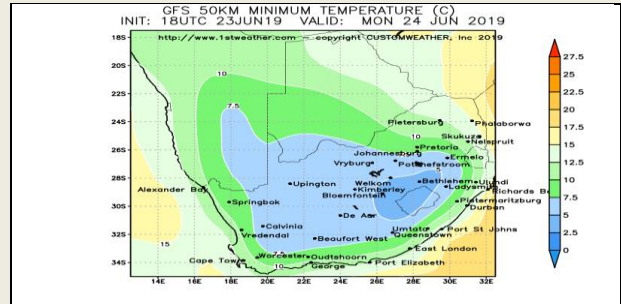 GFS 50KM MINIMUM TEMPERATURE (C)
INIT: 18UTC 23JUN19 VALID: MON 24 JUN 2019
http://www.1stweather.com -- copyright CUSTOMWEATHER, Inc 2019
18S
20S
22S
24S
26S
28S
30S
32S
34S
10
7.5
Pietersburg
Phalaborwa
Skukuza
Nelspruit
10
Pretoria
Johannesburg
Ermelo
Vryburg
Potchefstroom
5
Bethlehem
Ulundi
Welkom
Ladysmith
Alexander Bay
Upington
Kimberley
Richards B
Bloemfontein
Springbok
Pietermaritzburg
Durban
De Aar
Calvinia
Umtata
Port St Johns
Vredendal
Queenstown
15
Beaufort West
East London
7.5
Worcester
Oudtshoorn
Cape Town
10
George
Port Elizabeth
14E
16E
18E
20E
22E
24E
26E
28E
30E
32E
27.5
25
22.5
20
17.5
15
12.5
10
7.5
5
2.5
0